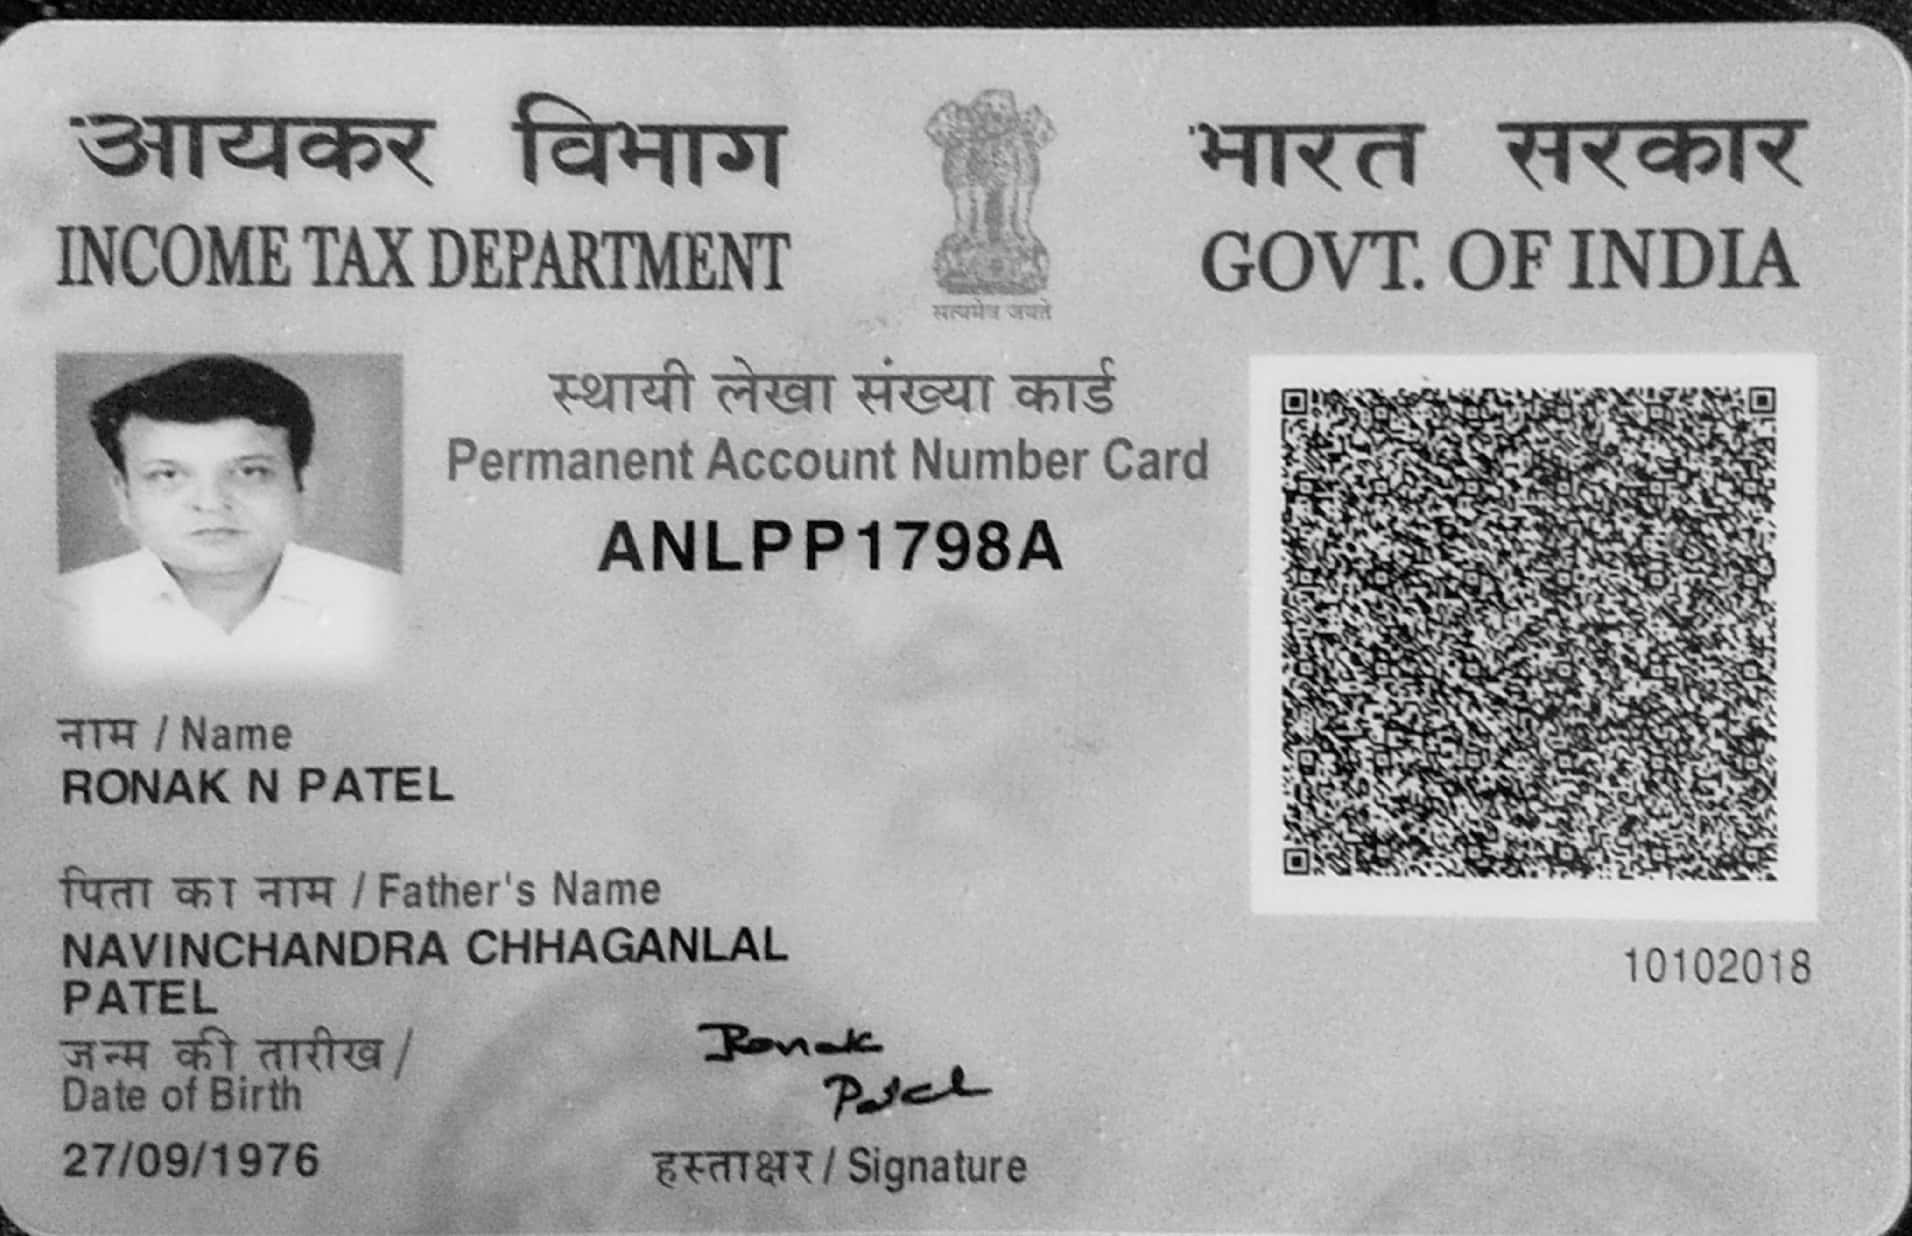 आयकर विभाग
INCOME TAX DEPARTMENT
सत्यमेव जयते
भारत सरकार
GOVT. OF INDIA
स्थायी लेखा संख्या कार्ड
Permanent Account Number Card
ANLPP1798A
नाम / Name
RONAK N PATEL
पिता का नाम / Father's Name
NAVINCHANDRA CHHAGANLAL
PATEL
10102018
जन्म की तारीख /
Date of Birth
27/09/1976
Ronak
Patel
हस्ताक्षर / Signature